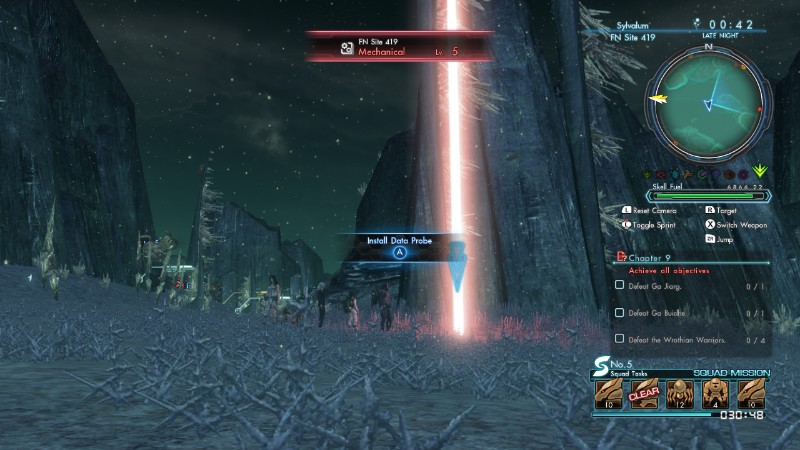 FN Site 419
Mechanical Lv. 5
Sylvalum
00:42
FN Site 419
LATE NIGHT
N
Skell Fuel 6866.22
L Reset Camera
R Target
Toggle Sprint
X Switch Weapon
Jump
Install Data Probe
A
Chapter 9
Achieve all objectives
Defeat Ga Jiarg. 0 / 1
Defeat Ga Buidhe. 0 / 1
Defeat the Wrothian Warriors. 0 / 4
No.5
Squad Tasks
SQUAD MISSION
10
CLEAR
12
4
10
030:48